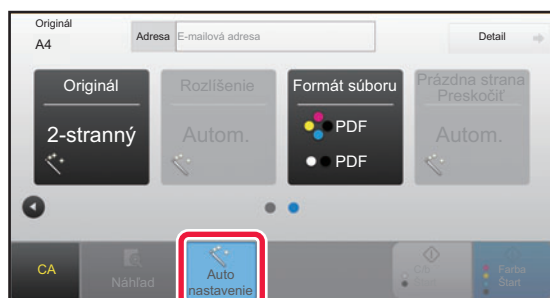 Originál
A4
Adresa
E-mailová adresa
Detail
Originál
2-stranný
Rozlíšenie
Autom.
Formát súboru
PDF
PDF
Prázdna strana
Preskočiť
Autom.
CA
Náhľad
Auto
nastavenie
Štart
Farba
Štart